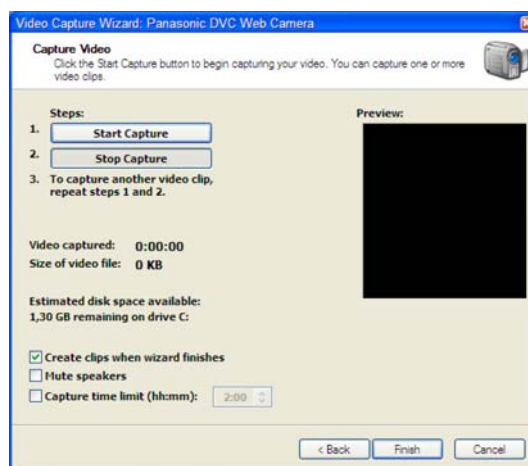 Video Capture Wizard: Panasonic DVC Web Camera
Capture Video
Click the Start Capture button to begin capturing your video. You can capture one or more
video clips.
Steps:
Preview:
1. Start Capture
2. Stop Capture
3. To capture another video clip,
repeat steps 1 and 2.
Video captured: 0:00:00
Size of video file: 0 KB
Estimated disk space available:
1,30 GB remaining on drive C:
Create clips when wizard finishes
Mute speakers
Capture time limit (hh:mm): 2:00
< Back Finish Cancel